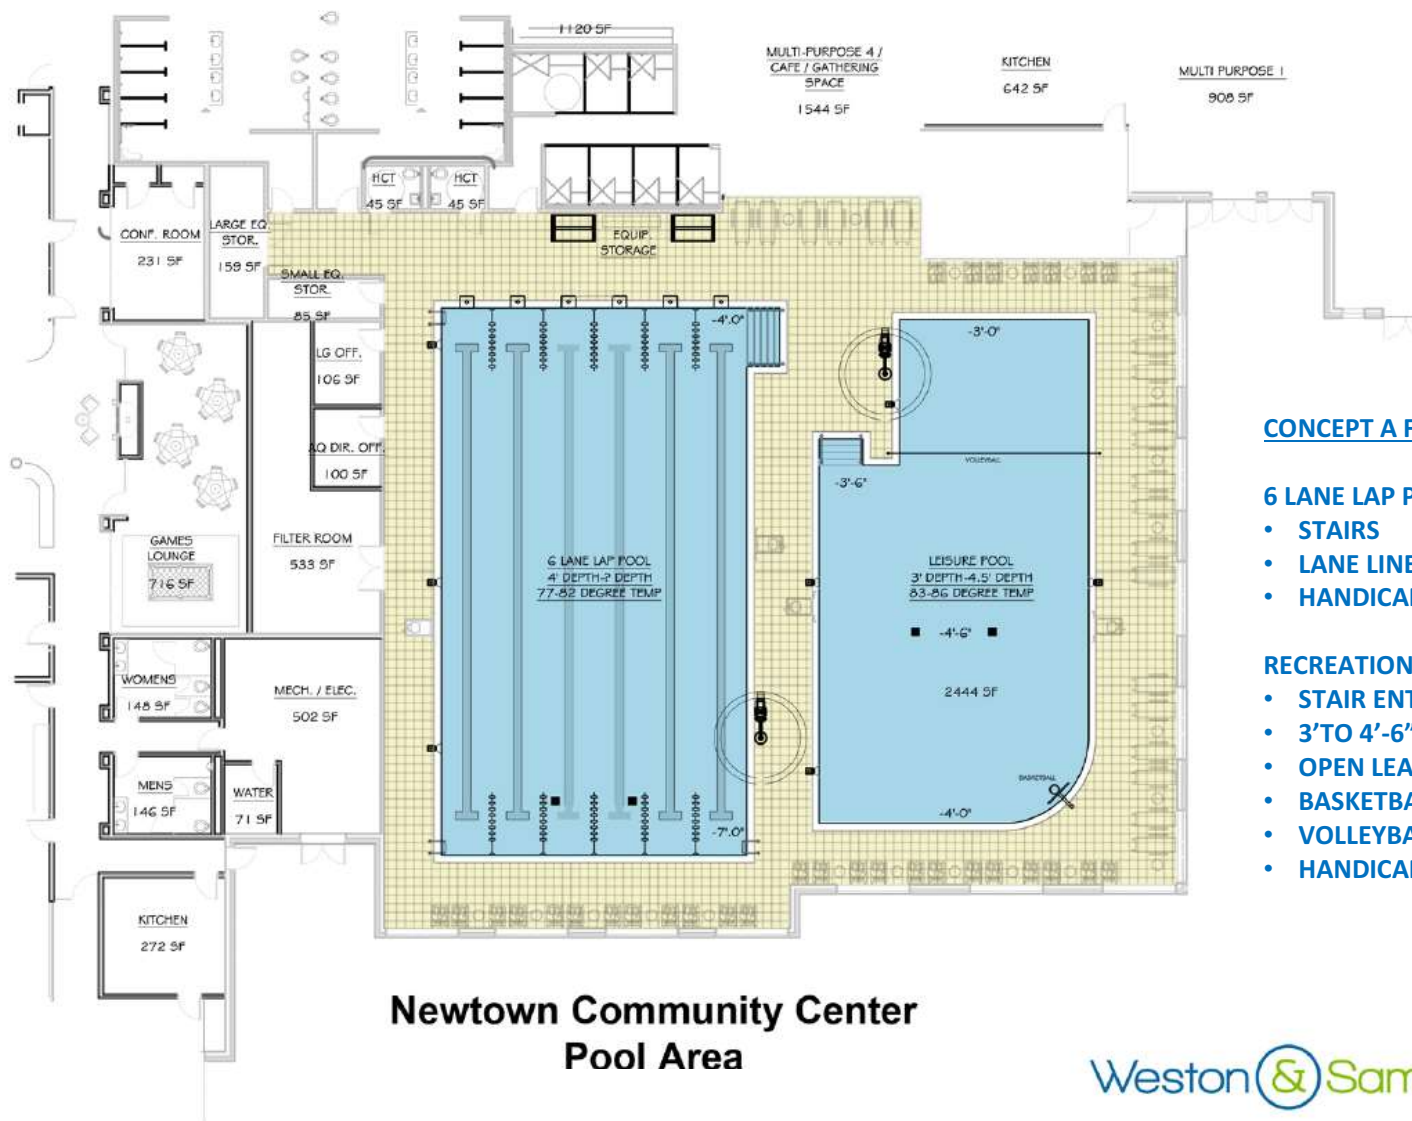 1120 SF
MULTI-PURPOSE 4 /
CAFE / GATHERING
SPACE
1544 SF
KITCHEN
642 SF
MULTI PURPOSE 1
908 SF
HCT
45 SF
HCT
45 SF
CONF. ROOM
231 SF
LARGE EQ.
STOR.
159 SF
EQUIP.
STORAGE
SMALL EQ.
STOR.
85 SF
-4'.0"
-3'-0"
LG OFF.
106 SF
AQ DIR. OFF.
100 SF
VOLLEYBALL
-3'-6"
GAMES
LOUNGE
716 SF
FILTER ROOM
533 SF
6 LANE LAP POOL
4' DEPTH-? DEPTH
77-82 DEGREE TEMP
LEISURE POOL
3' DEPTH-4.5' DEPTH
83-86 DEGREE TEMP
-4'-6"
2444 SF
WOMENS
148 SF
MECH. / ELEC.
502 SF
MENS
146 SF
WATER
71 SF
BASKETBALL
-7'.0"
-4'-0"
KITCHEN
272 SF
CONCEPT A F
6 LANE LAP P
• STAIRS
• LANE LINE
• HANDICAP
RECREATION
• STAIR ENT
• 3'TO 4'-6"
• OPEN LEA
• BASKETBA
• VOLLEYBA
• HANDICAP
Newtown Community Center
Pool Area
Weston & Sam